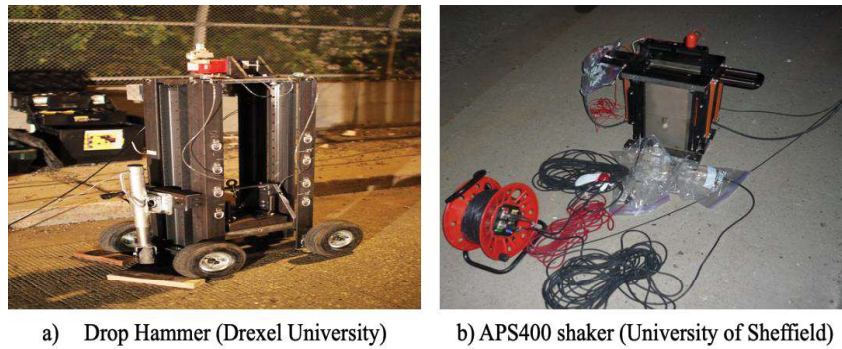 a) Drop Hammer (Drexel University)
b) APS400 shaker (University of Sheffield)